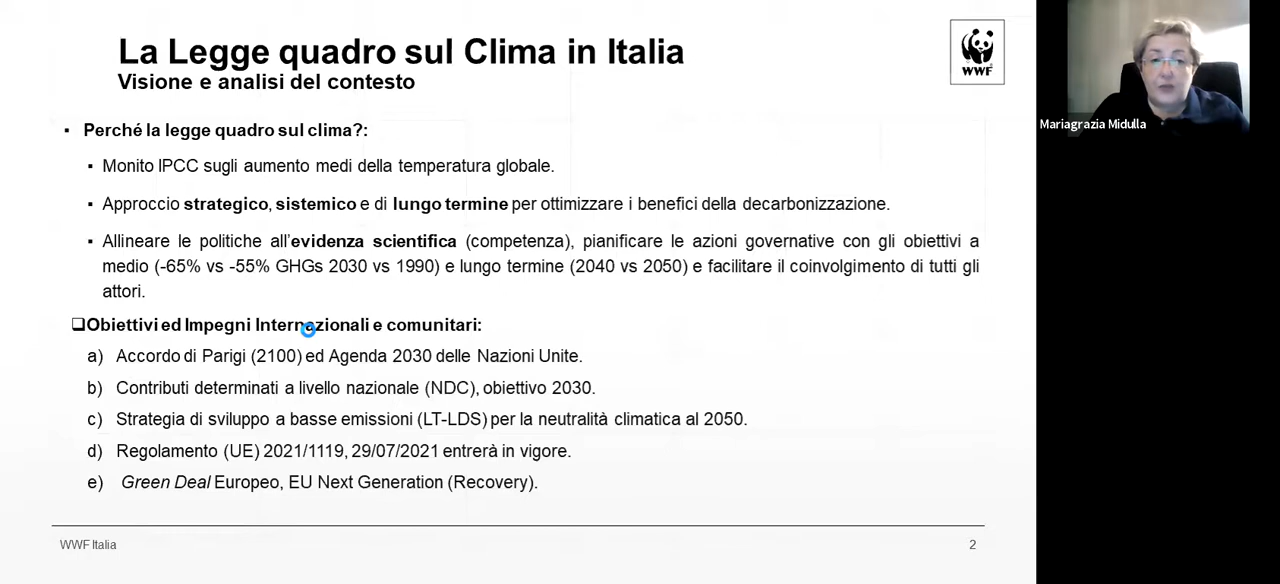 La Legge quadro sul Clima in Italia
Visione e analisi del contesto
WWF
Mariagrazia Midulla
▪ Perché la legge quadro sul clima?:
▪ Monito IPCC sugli aumento medi della temperatura globale.
▪ Approccio strategico, sistemico e di lungo termine per ottimizzare i benefici della decarbonizzazione.
▪ Allineare le politiche all'evidenza scientifica (competenza), pianificare le azioni governative con gli obiettivi a
medio (-65% vs -55% GHGs 2030 vs 1990) e lungo termine (2040 vs 2050) e facilitare il coinvolgimento di tutti gli
attori.
❑Obiettivi ed Impegni Internazionali e comunitari:
a) Accordo di Parigi (2100) ed Agenda 2030 delle Nazioni Unite.
b) Contributi determinati a livello nazionale (NDC), obiettivo 2030.
c) Strategia di sviluppo a basse emissioni (LT-LDS) per la neutralità climatica al 2050.
d) Regolamento (UE) 2021/1119, 29/07/2021 entrerà in vigore.
e) Green Deal Europeo, EU Next Generation (Recovery).
WWF Italia
2